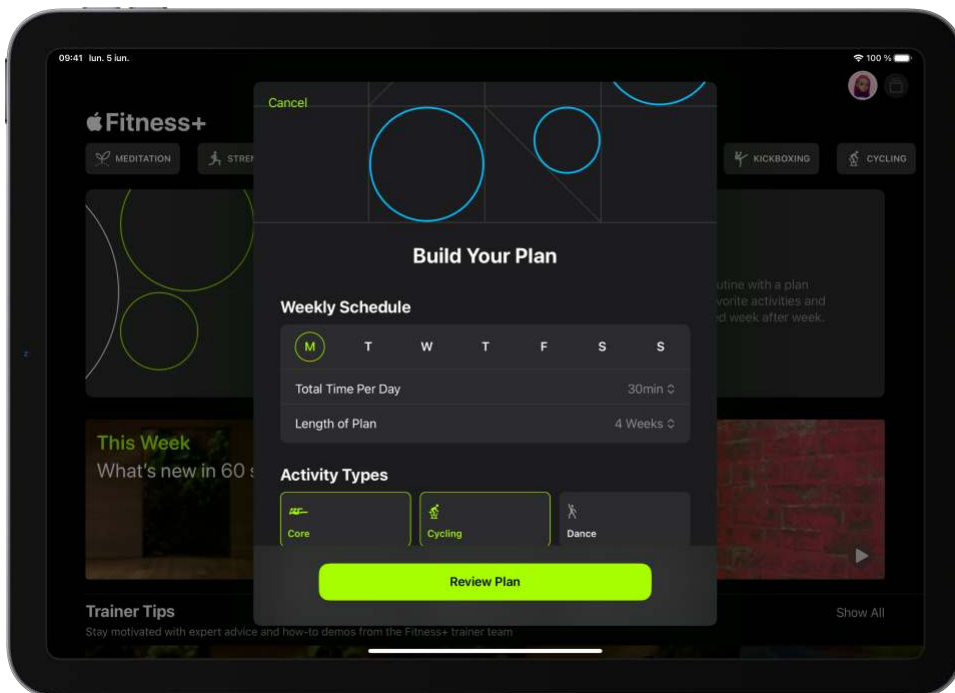 09:41 lun. 5 iun.
100 %
Cancel
Fitness+
MEDITATION
STREN
KICKBOXING
CYCLING
Build Your Plan
utine with a plan
vorite activities and
d week after week.
Weekly Schedule
M T W T F S S
Total Time Per Day 30min
Length of Plan 4 Weeks
This Week
What's new in 60 s
Activity Types
Core
Cycling
Dance
Review Plan
Trainer Tips
Show All
Stay motivated with expert advice and how-to demos from the Fitness+ trainer team